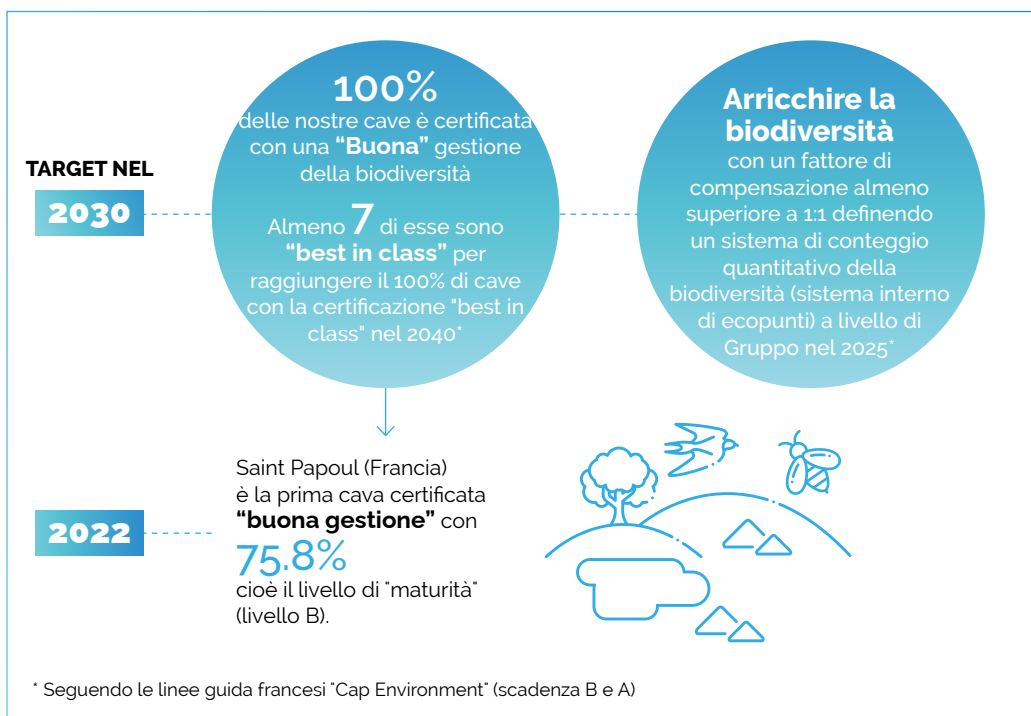 TARGET NEL
2030
100%
delle nostre cave è certificata
con una “Buona” gestione
della biodiversità
Almeno 7 di esse sono
“best in class” per
raggiungere il 100% di cave
con la certificazione "best in
class" nel 2040*
Arricchire la
biodiversità
con un fattore di
compensazione almeno
superiore a 1:1 definendo
un sistema di conteggio
quantitativo della
biodiversità (sistema interno
di ecopunti) a livello di
Gruppo nel 2025*
2022
Saint Papoul (Francia)
è la prima cava certificata
“buona gestione” con
75.8%
cioè il livello di "maturità"
(livello B).
* Seguendo le linee guida francesi "Cap Environment" (scadenza B e A)